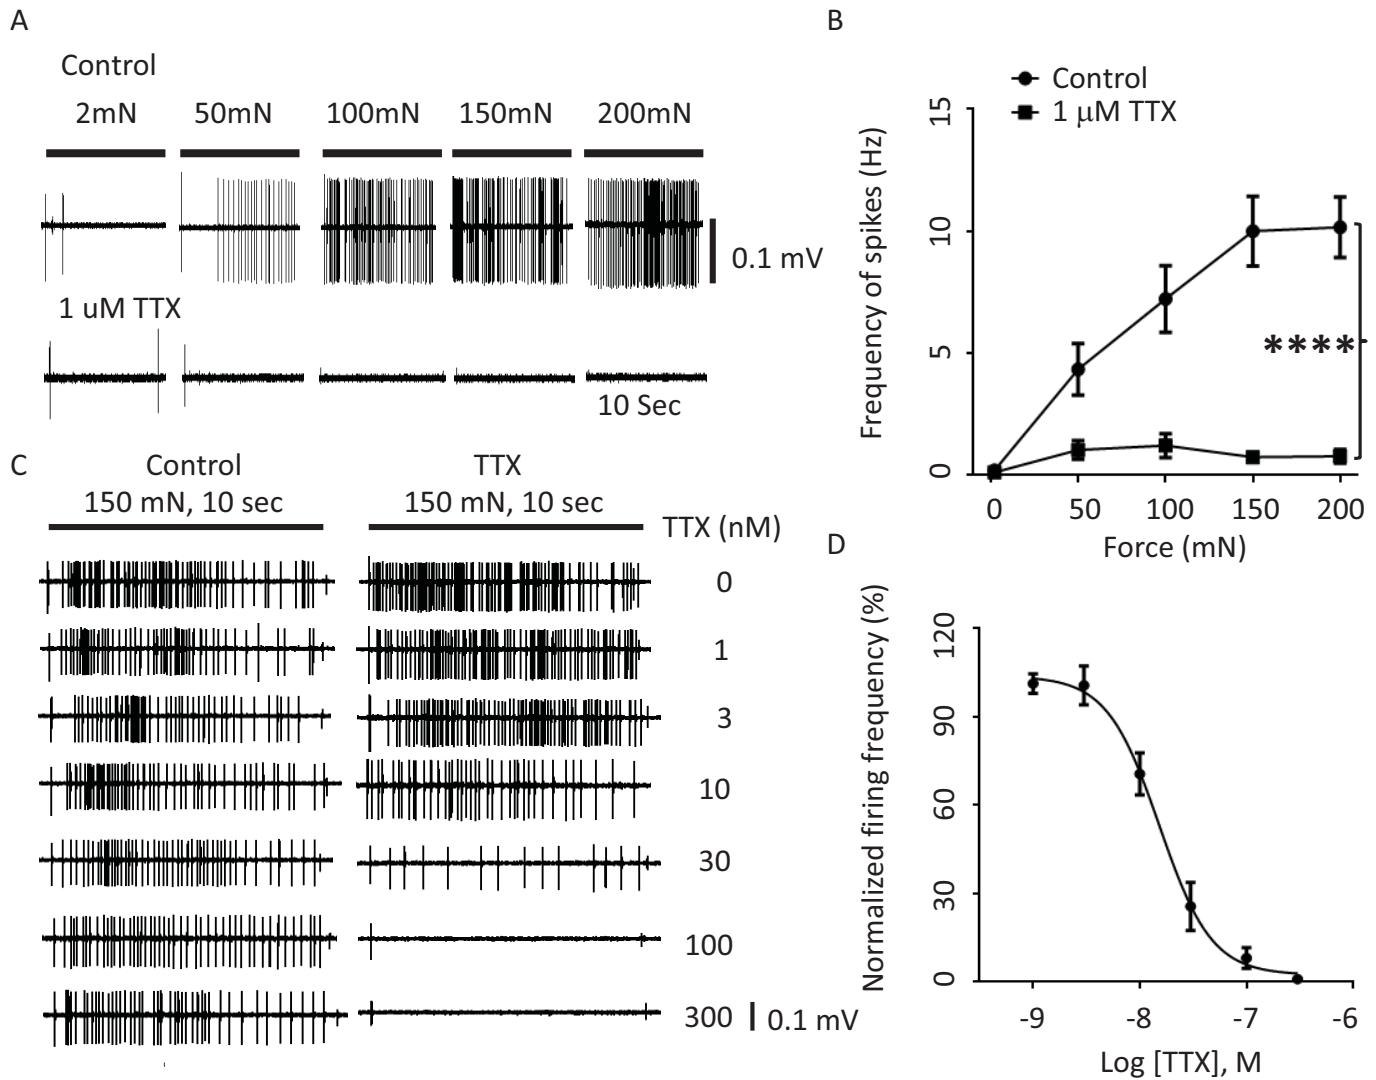 A
Control
2mN 50mN 100mN 150mN 200mN
0.1 mV
1 uM TTX
10 Sec
B
Control
1 μM TTX
Frequency of spikes (Hz)
15
10
5
0
****
0 50 100 150 200
Force (mN)
C
Control TTX
150 mN, 10 sec 150 mN, 10 sec
TTX (nM)
0
1
3
10
30
100
300
0.1 mV
D
Normalized firing frequency (%)
120
90
60
30
0
-9 -8 -7 -6
Log [TTX], M